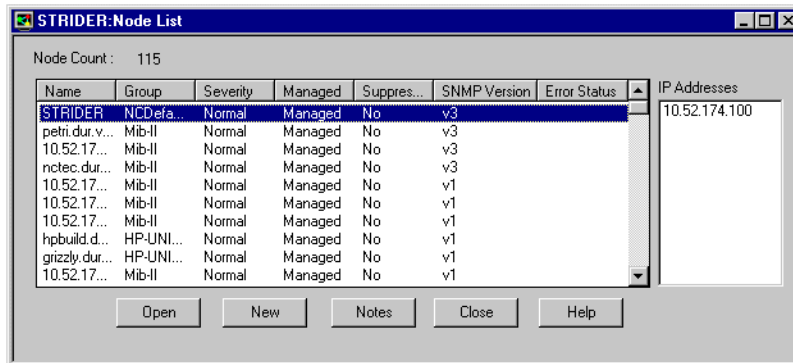 STRIDER:Node List
Node Count : 115
Name Group Severity Managed Suppres... SNMP Version Error Status
STRIDER NCDefa... Normal Managed No v3
petri.dur.v... Mib-II Normal Managed No v3
10.52.17... Mib-II Normal Managed No v3
nctec.dur... Mib-II Normal Managed No v3
10.52.17... Mib-II Normal Managed No v1
10.52.17... Mib-II Normal Managed No v1
10.52.17... Mib-II Normal Managed No v1
hpbuild.d... HP-UNI... Normal Managed No v1
grizzly.dur... HP-UNI... Normal Managed No v1
10.52.17... Mib-II Normal Managed No v1
IP Addresses
10.52.174.100
Open New Notes Close Help